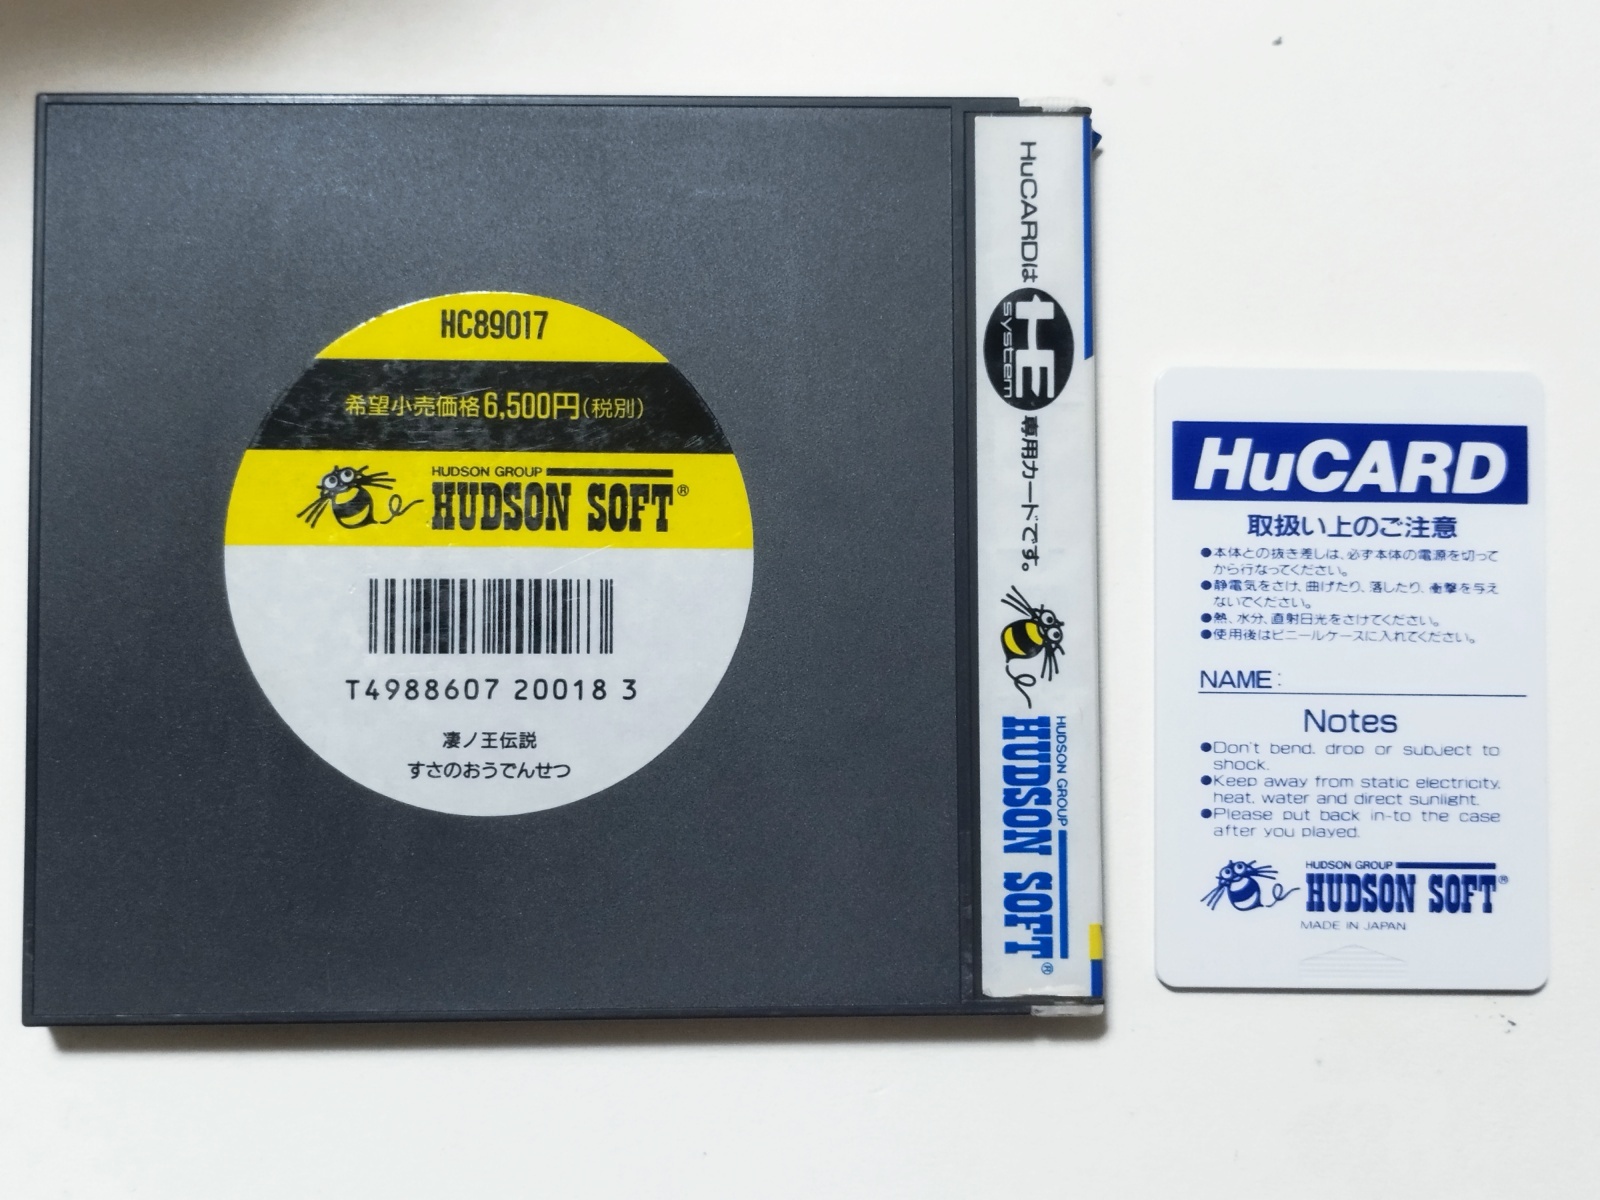 HC89017
希望小売価格6,500円(税別)
HUDSON GROUP
HUDSON SOFT®
T4988607 20018 3
凄ノ王伝説
すさのおうでんせつ
HuCARDは
HE
system
専用カードです。
HUDSON GROUP
HUDSON SOFT®
HuCARD
取扱い上のご注意
●本体との抜き差しは、必ず本体の電源を切って
から行なってください。
●静電気をさけ、曲げたり、落したり、衝撃を与え
ないでください。
●熱、水分、直射日光をさけてください。
●使用後はビニールケースに入れてください。
NAME:
Notes
●Don't bend, drop or subject to
shock.
●Keep away from static electricity,
heat, water and direct sunlight.
●Please put back in-to the case
after you played.
HUDSON GROUP
HUDSON SOFT®
MADE IN JAPAN